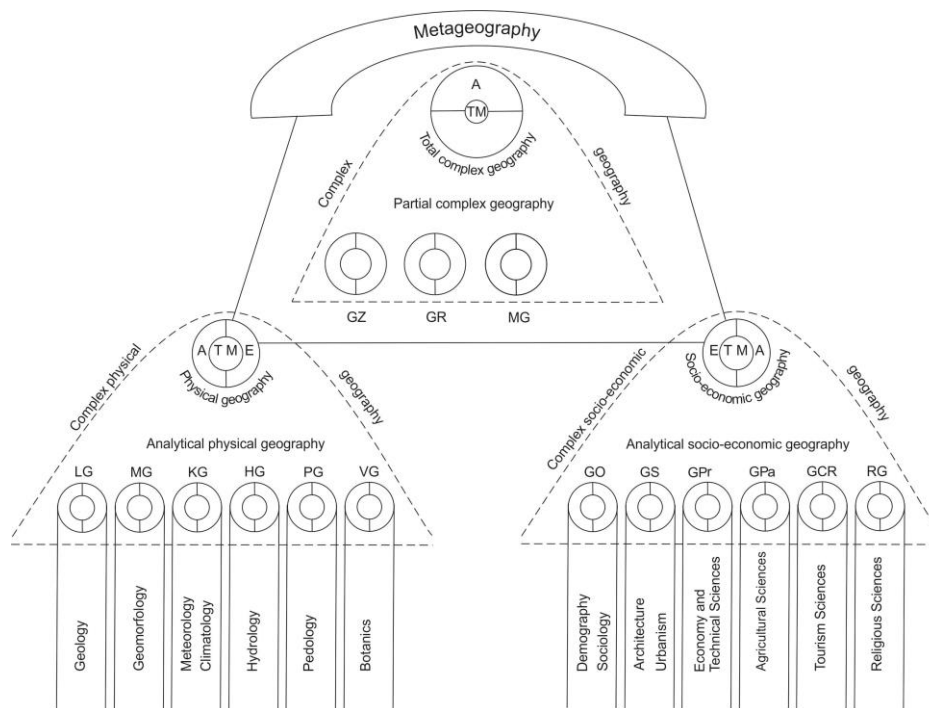 Metageography
A
TM
Total complex geography
Complex
geography
Partial complex geography
GZ GR MG
A T M E
Physical geography
Complex physical
geography
Analytical physical geography
LG MG KG HG PG VG
Geology
Geomorfology
Meteorology
Climatology
Hydrology
Pedology
Botanics
E T M A
Socio-economic geography
Complex socio-economic
geography
Analytical socio-economic geography
GO GS GPr GPa GCR RG
Demography
Sociology
Architecture
Urbanism
Economy and
Technical Sciences
Agricultural Sciences
Tourism Sciences
Religious Sciences